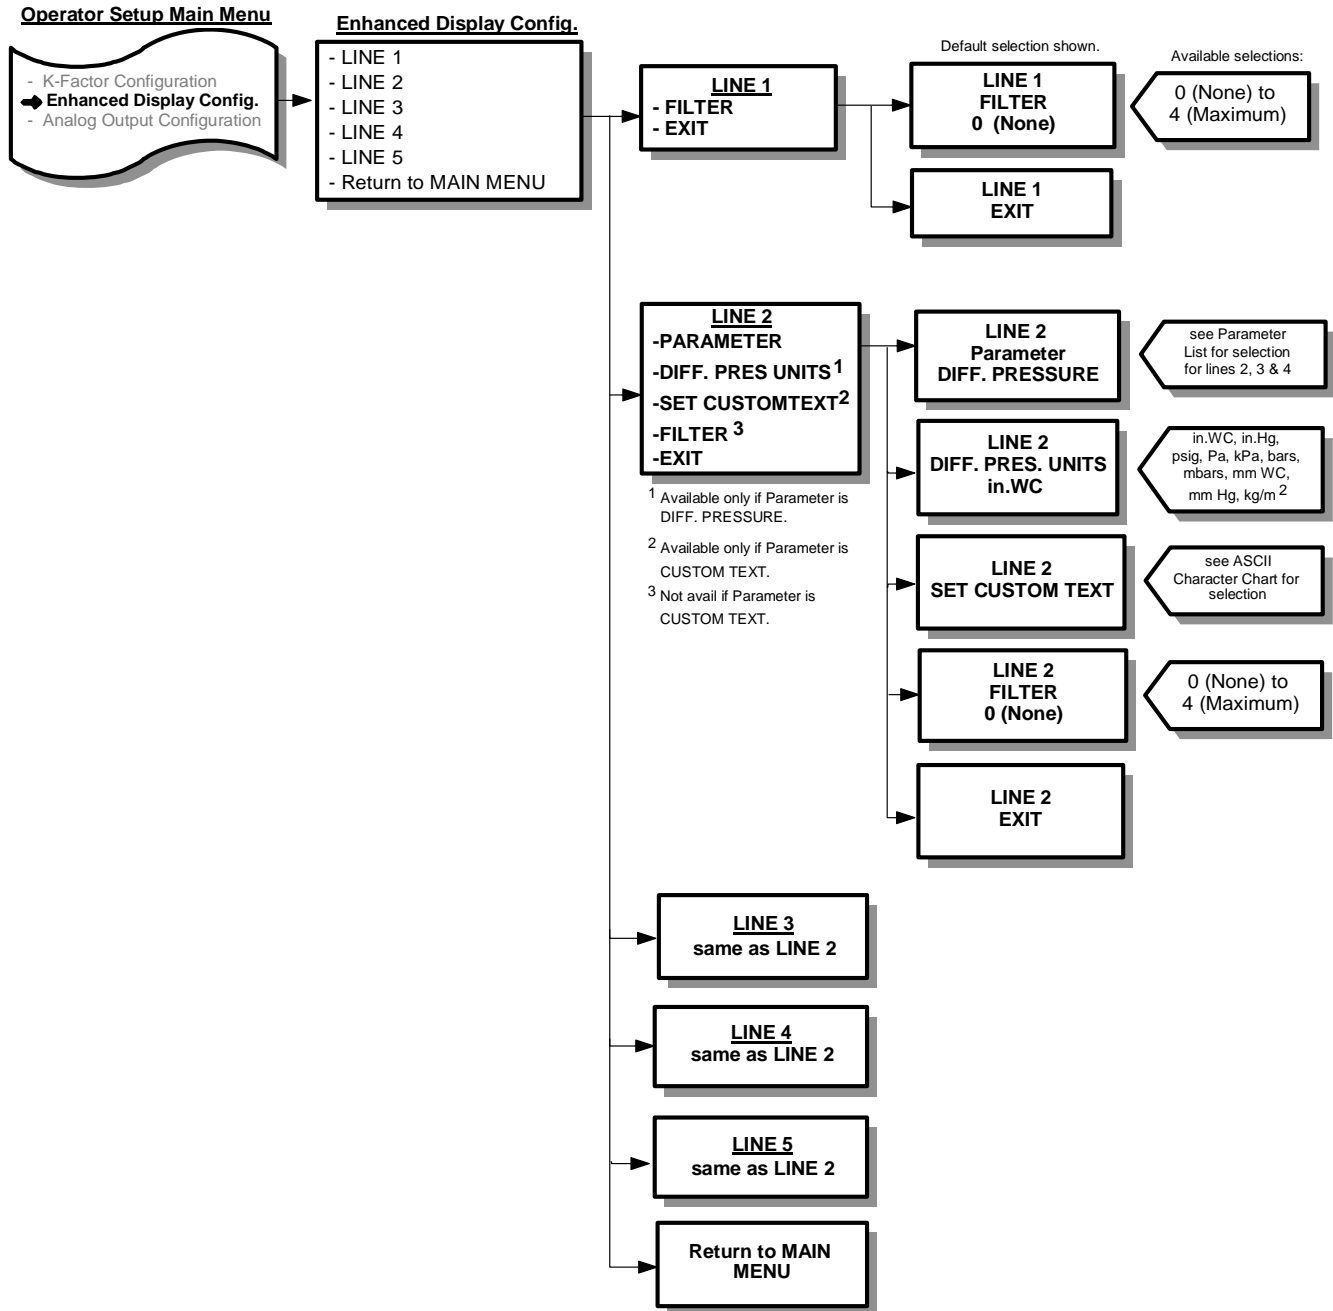 Operator Setup Main Menu
- K-Factor Configuration
Enhanced Display Config.
- Analog Output Configuration
Enhanced Display Config.
- LINE 1
- LINE 2
- LINE 3
- LINE 4
- LINE 5
- Return to MAIN MENU
LINE 1
- FILTER
- EXIT
Default selection shown.
LINE 1
FILTER
0 (None)
Available selections:
0 (None) to
4 (Maximum)
LINE 1
EXIT
LINE 2
-PARAMETER
-DIFF. PRES UNITS 1
-SET CUSTOMTEXT 2
-FILTER 3
-EXIT
1 Available only if Parameter is
DIFF. PRESSURE.
2 Available only if Parameter is
CUSTOM TEXT.
3 Not avail if Parameter is
CUSTOM TEXT.
LINE 2
Parameter
DIFF. PRESSURE
see Parameter
List for selection
for lines 2, 3 & 4
LINE 2
DIFF. PRES. UNITS
in.WC
in.WC, in.Hg,
psig, Pa, kPa, bars,
mbars, mm WC,
mm Hg, kg/m 2
LINE 2
SET CUSTOM TEXT
see ASCII
Character Chart for
selection
LINE 2
FILTER
0 (None)
0 (None) to
4 (Maximum)
LINE 2
EXIT
LINE 3
same as LINE 2
LINE 4
same as LINE 2
LINE 5
same as LINE 2
Return to MAIN
MENU